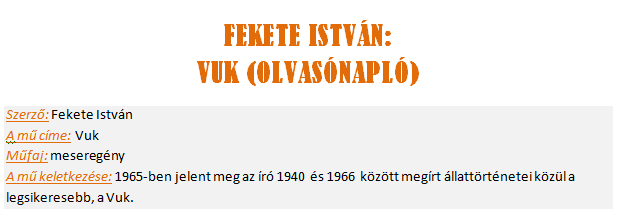 FEKETE ISTVÁN:
VUK (OLVASÓNAPLÓ)
Szerző: Fekete István
A mű címe: Vuk
Műfaj: meseregény
A mű keletkezése: 1965-ben jelent meg az író 1940 és 1966 között megírt állattörténetei közül a
legsikeresebb, a Vuk.